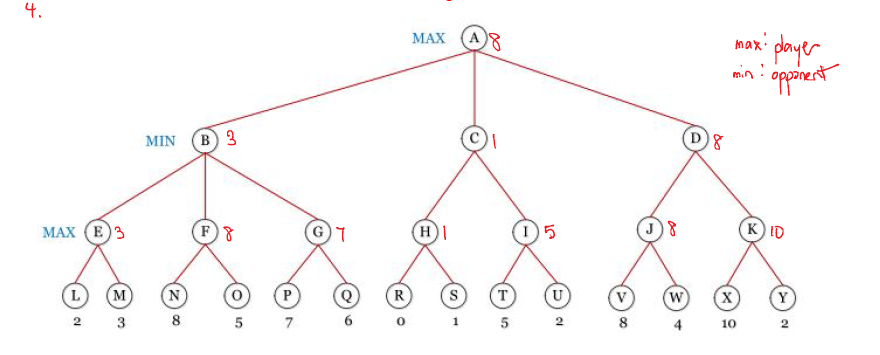 4.
MAX A 8
max: player
min: opponent
MIN B 3 C 1 D 8
MAX E 3 F 8 G 7 H 1 I 5 J 8 K 10
L M N O P Q R S T U V W X Y
2 3 8 5 7 6 0 1 5 2 8 4 10 2